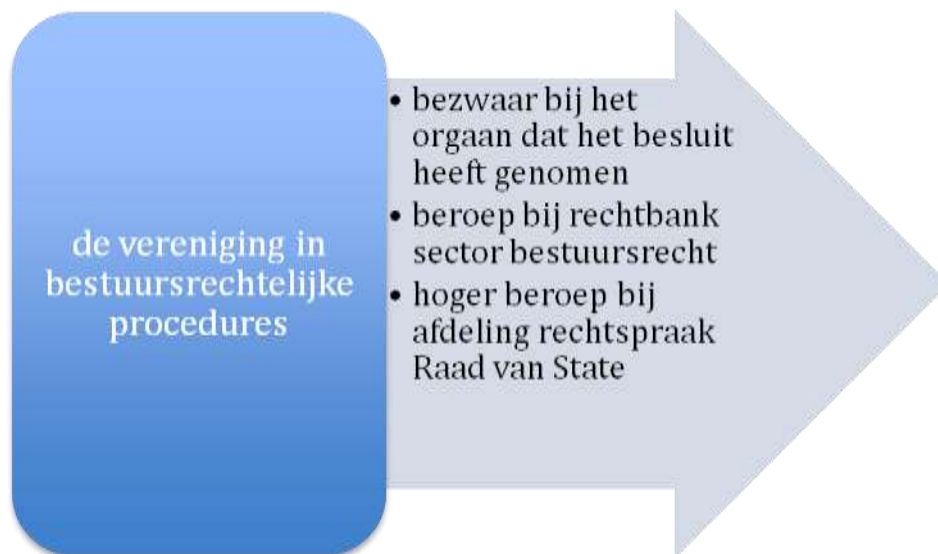 de vereniging in
bestuursrechtelijke
procedures
• bezwaar bij het
orgaan dat het besluit
heeft genomen
• beroep bij rechtbank
sector bestuursrecht
• hoger beroep bij
afdeling rechtspraak
Raad van State